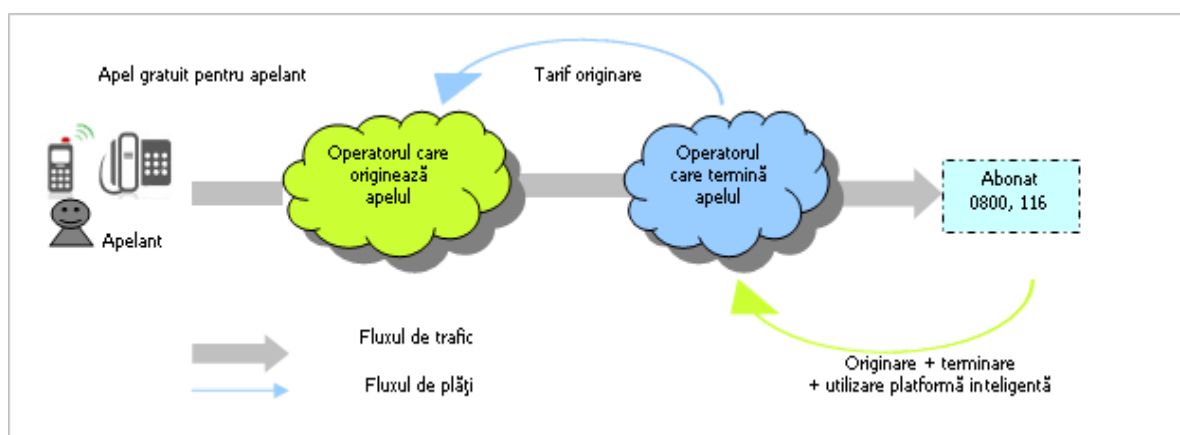 Apel gratuit pentru apelant
Tarif originare
Operatorul care
originează
apelul
Operatorul
care termină
apelul
Abonat
0800, 116
Apelant
Fluxul de trafic
Fluxul de plăţi
Originare + terminare
+ utilizare platformă inteligentă